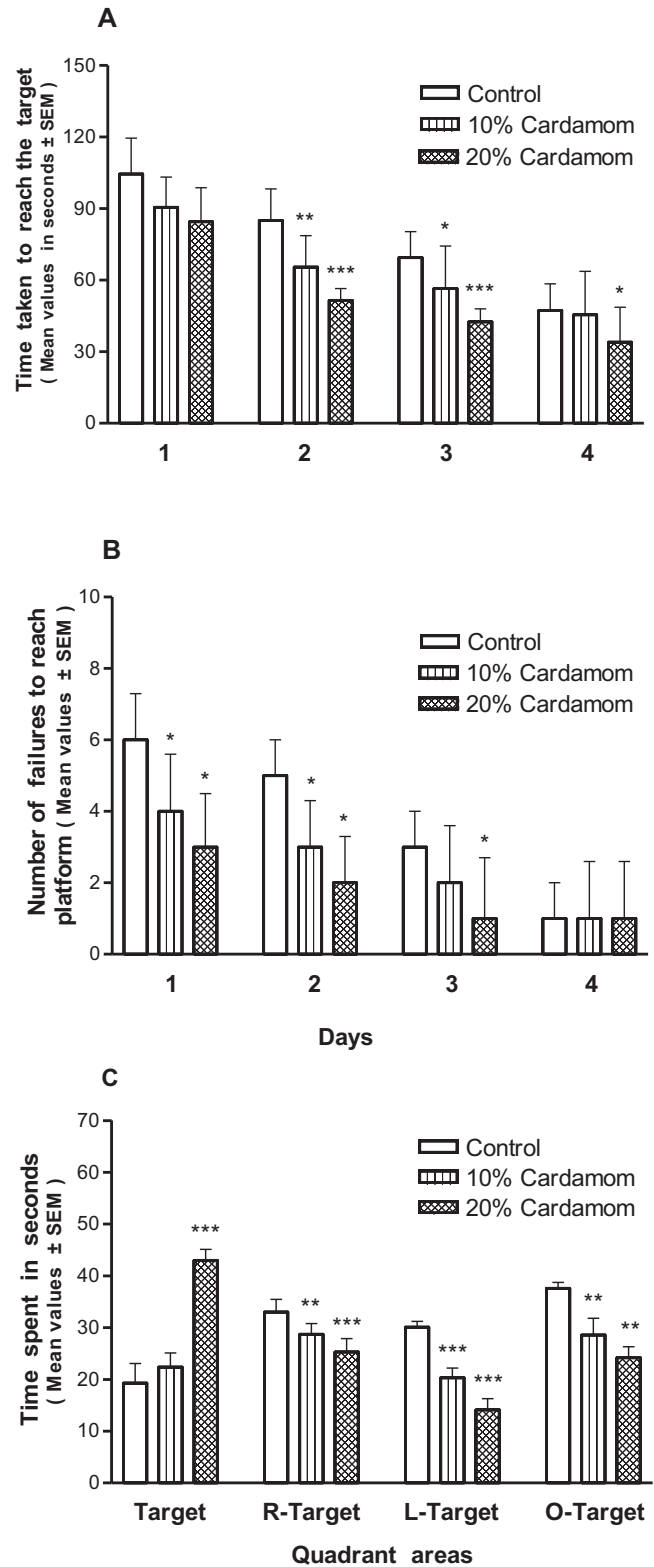 A
Time taken to reach the target
( Mean values in seconds ± SEM )
150
120
90
60
30
0
Control
10% Cardamom
20% Cardamom
**
***
*
***
*
1 2 3 4
B
Number of failures to reach
platform ( Mean values ± SEM )
10
8
6
4
2
0
Control
10% Cardamom
20% Cardamom
*
*
*
*
*
1 2 3 4
Days
C
Time spent in seconds
( Mean values ± SEM )
70
60
50
40
30
20
10
0
Control
10% Cardamom
20% Cardamom
***
**
***
***
***
**
**
Target R-Target L-Target O-Target
Quadrant areas